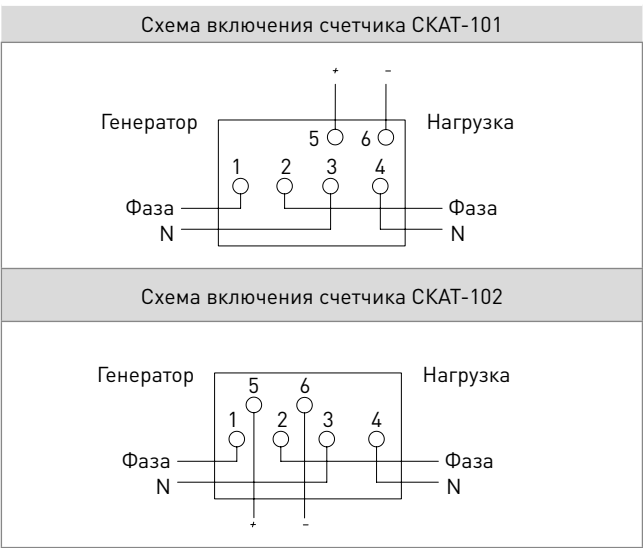 Схема включения счетчика СКАТ-101
+ –
Генератор 5 6 Нагрузка
1 2 3 4
Фаза Фаза
N N
Схема включения счетчика СКАТ-102
Генератор 5 6 Нагрузка
1 2 3 4
Фаза Фаза
N N
+ –